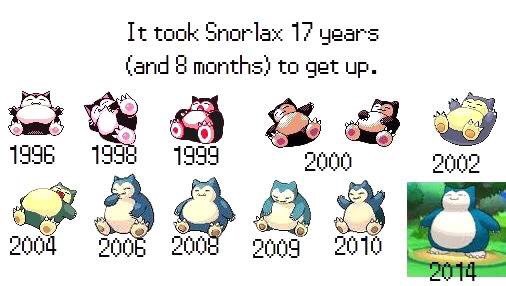 It took Snorlax 17 years
(and 8 months) to get up.
1996 1998 1999 2000 2002
2004 2006 2008 2009 2010 2014